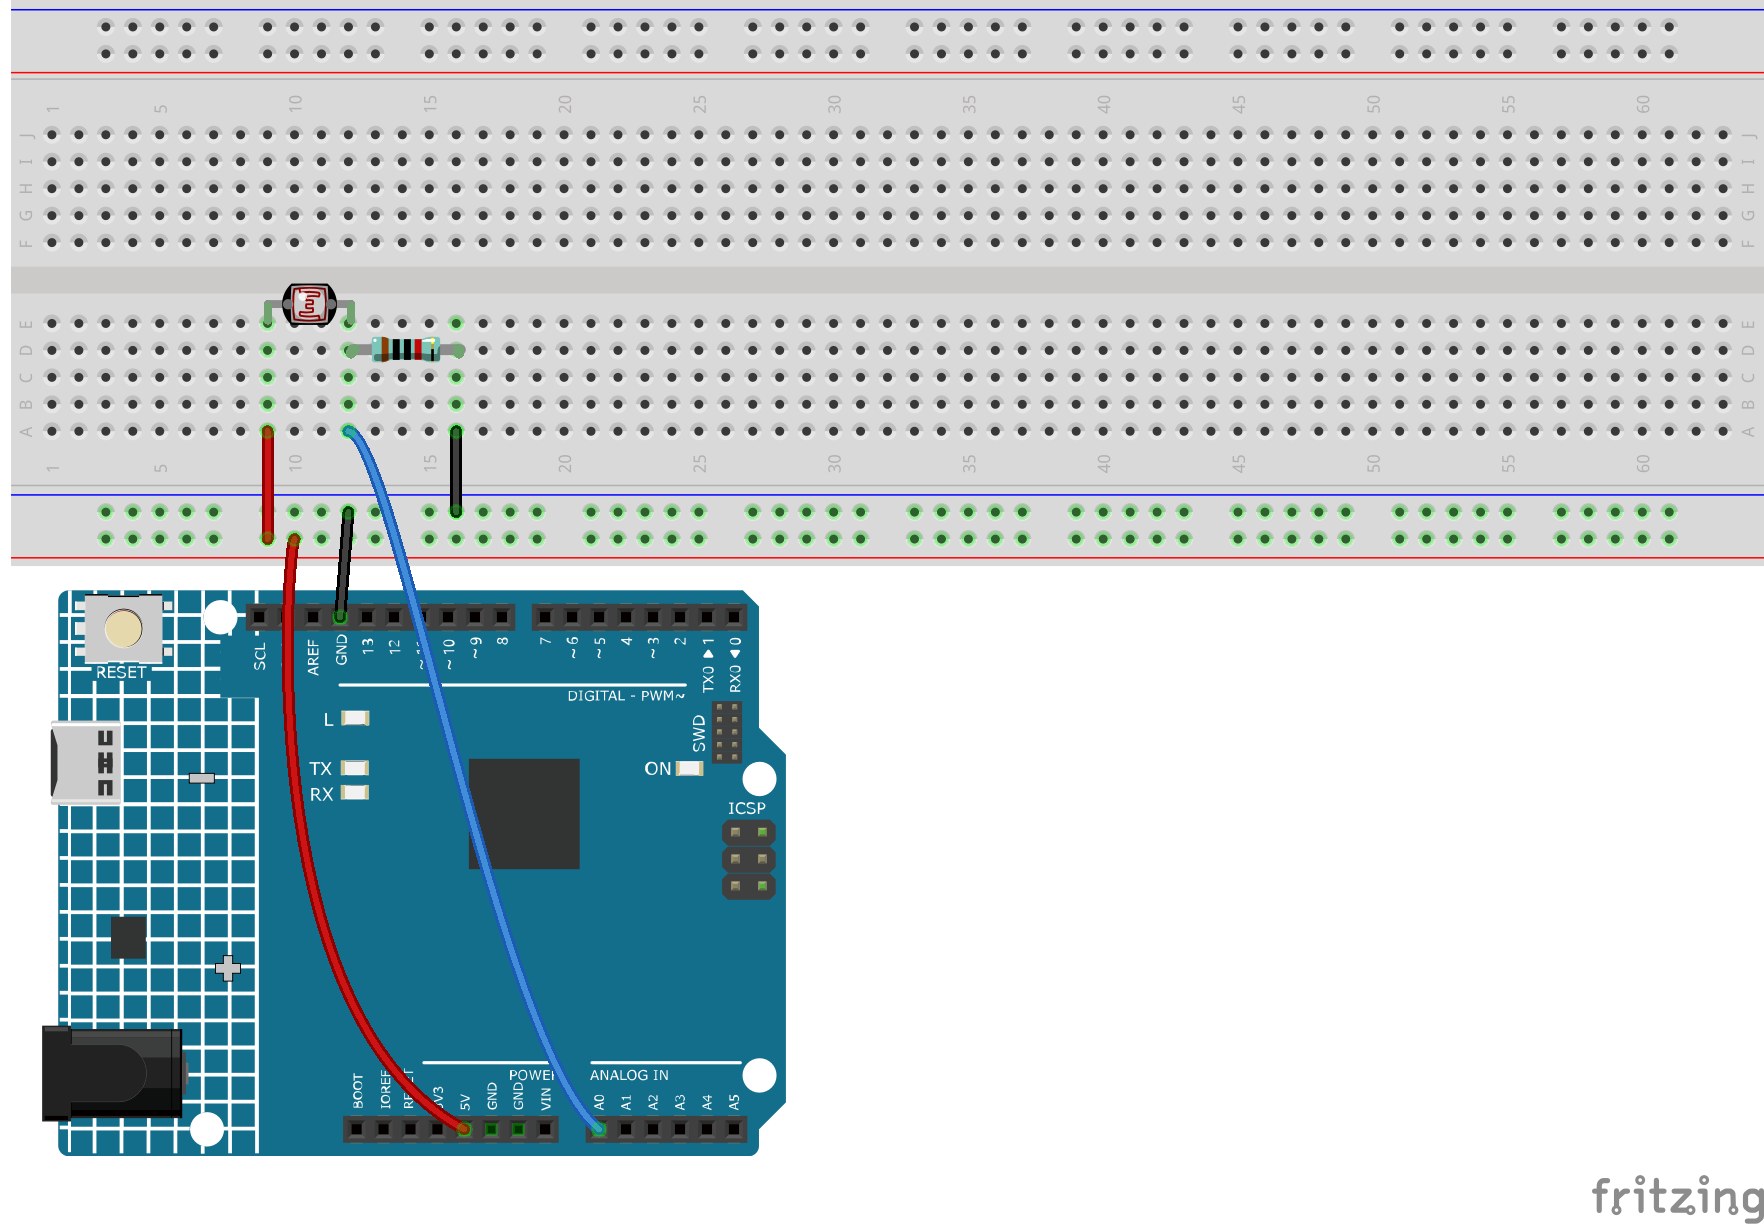 1 5 10 15 20 25 30 35 40 45 50 55 60
J J
I I
H H
G G
F F
E E
D D
C C
B B
A A
1 5 10 15 20 25 30 35 40 45 50 55 60
RESET
SCL AREF GND 13 12 ~10 ~9 8 7 ~6 ~5 4 ~3 2 TX0▶1 RX0◀0
DIGITAL - PWM~
L
SWD
TX
ON
RX
ICSP
POWER ANALOG IN
BOOT IOREF 5V GND GND VIN A0 A1 A2 A3 A4 A5
fritzing